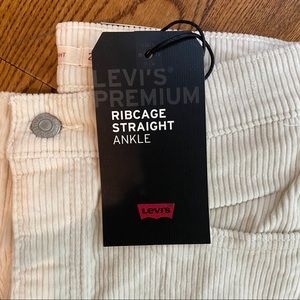 LEVI'S®
PREMIUM
RIBCAGE
STRAIGHT
ANKLE
Levi's